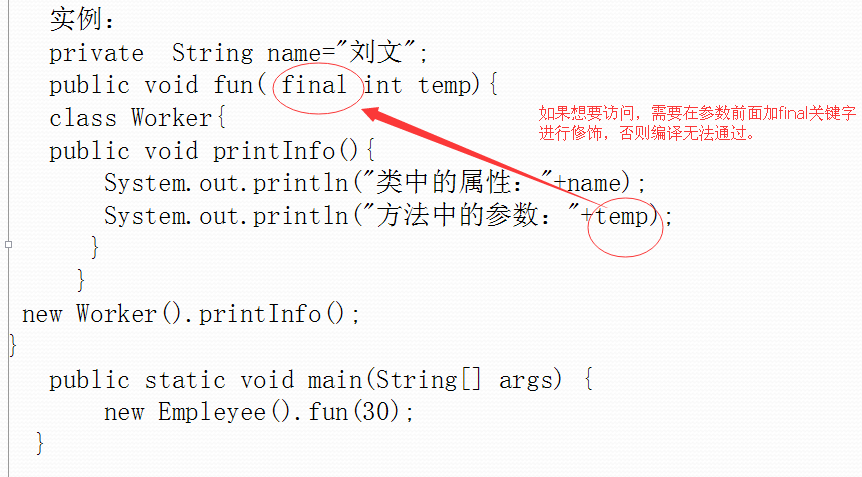 实例：
private  String name="刘文";
public void fun( final int temp){
class Worker{
如果想要访问，需要在参数前面加final关键字
进行修饰，否则编译无法通过。
public void printInfo(){
System.out.println("类中的属性："+name);
System.out.println("方法中的参数："+temp);
}
}
new Worker().printInfo();
}
public static void main(String[] args) {
new Empleyee().fun(30);
}